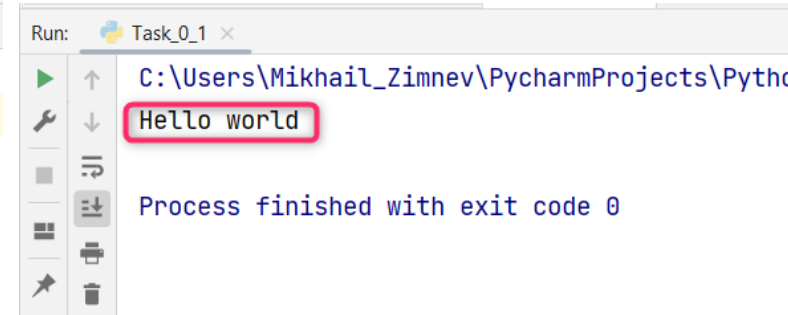 Run: Task_0_1
C:\Users\Mikhail_Zimnev\PycharmProjects\Pytho
Hello world
Process finished with exit code 0